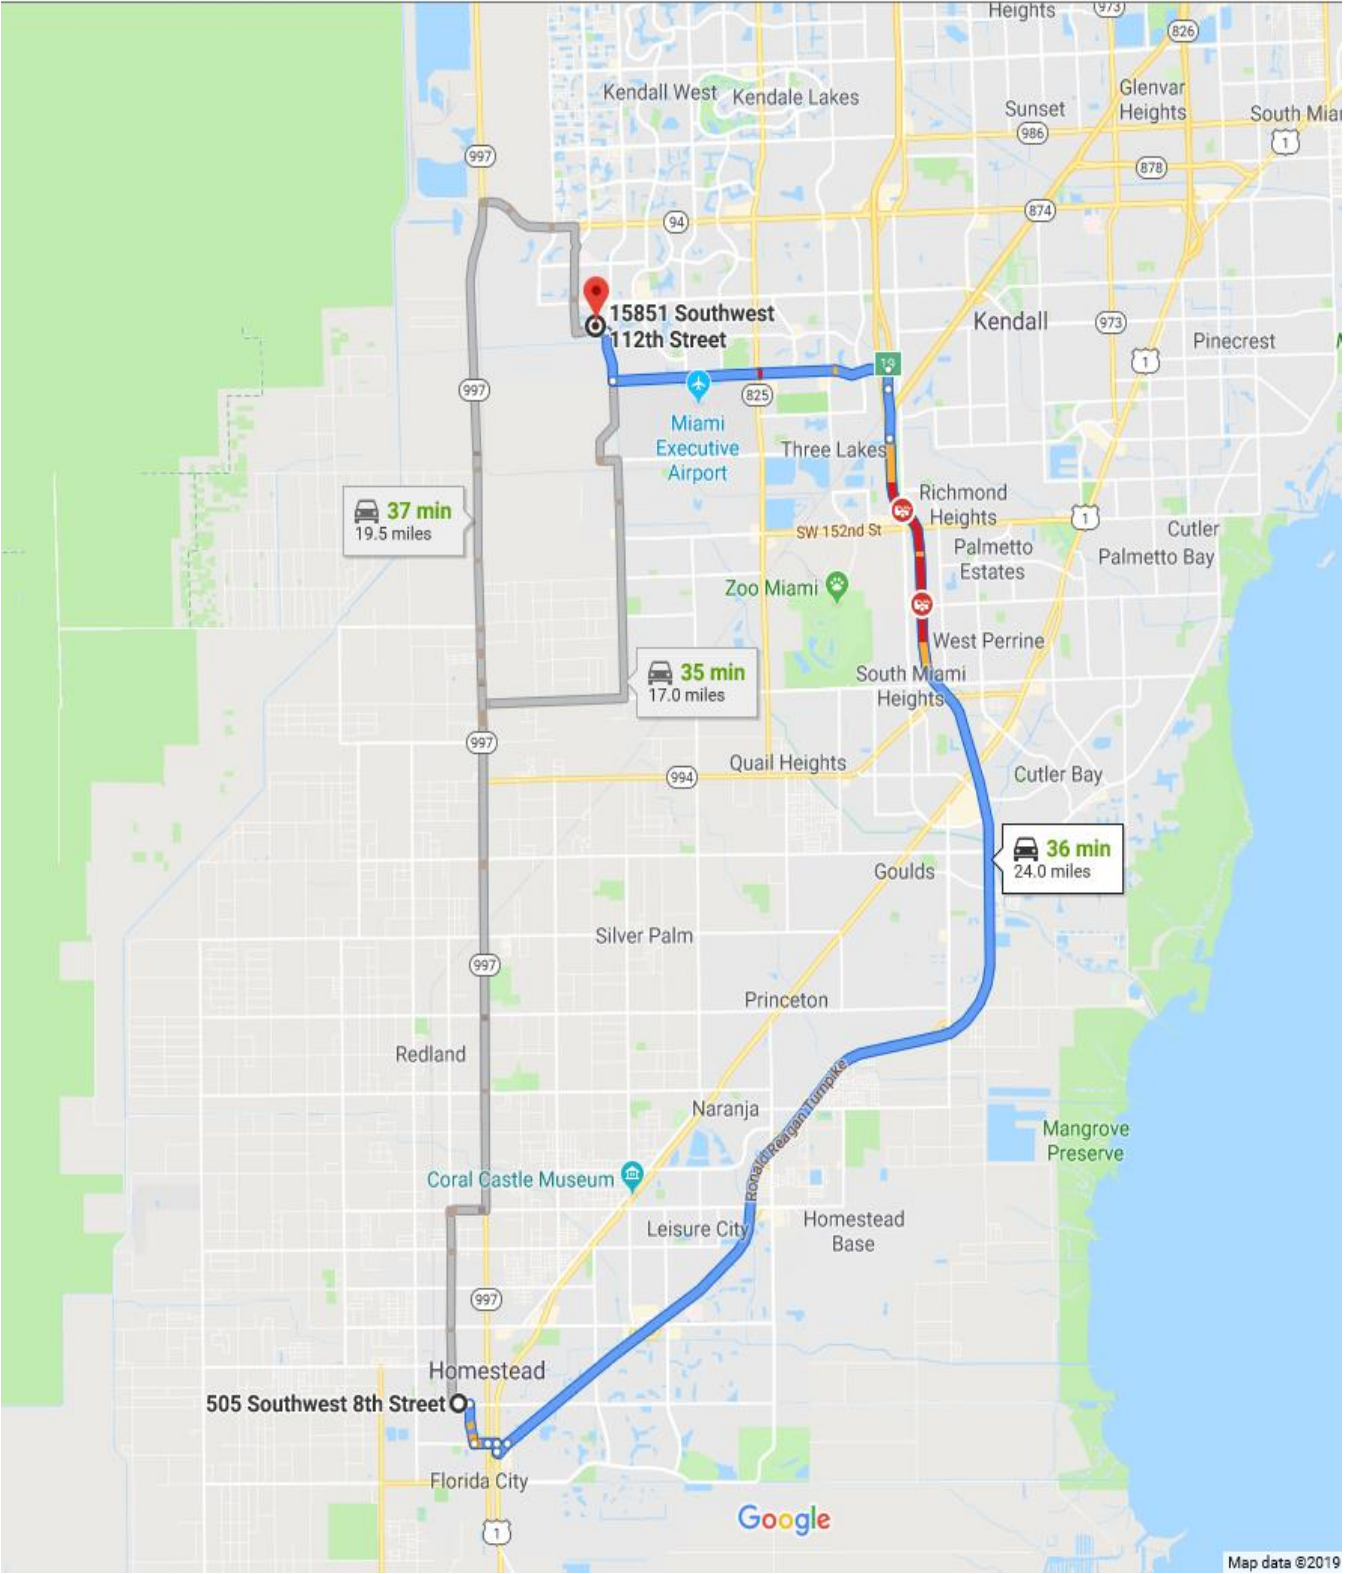 Heights
973
826
Kendall West
Kendale Lakes
Glenvar
Heights
Sunset
986
South Miami
1
997
878
874
94
15851 Southwest
112th Street
Kendall
973
Pinecrest
1
19
997
825
Miami
Executive
Airport
Three Lakes
37 min
19.5 miles
Richmond
Heights
1
SW 152nd St
Cutler
Palmetto
Estates
Palmetto Bay
Zoo Miami
West Perrine
35 min
17.0 miles
South Miami
Heights
997
Quail Heights
994
Cutler Bay
36 min
24.0 miles
Goulds
Silver Palm
997
Princeton
Redland
Ronald Reagan Turnpike
Naranja
Mangrove
Preserve
Coral Castle Museum
Leisure City
Homestead
Base
997
Homestead
505 Southwest 8th Street
Florida City
Google
1
Map data ©2019